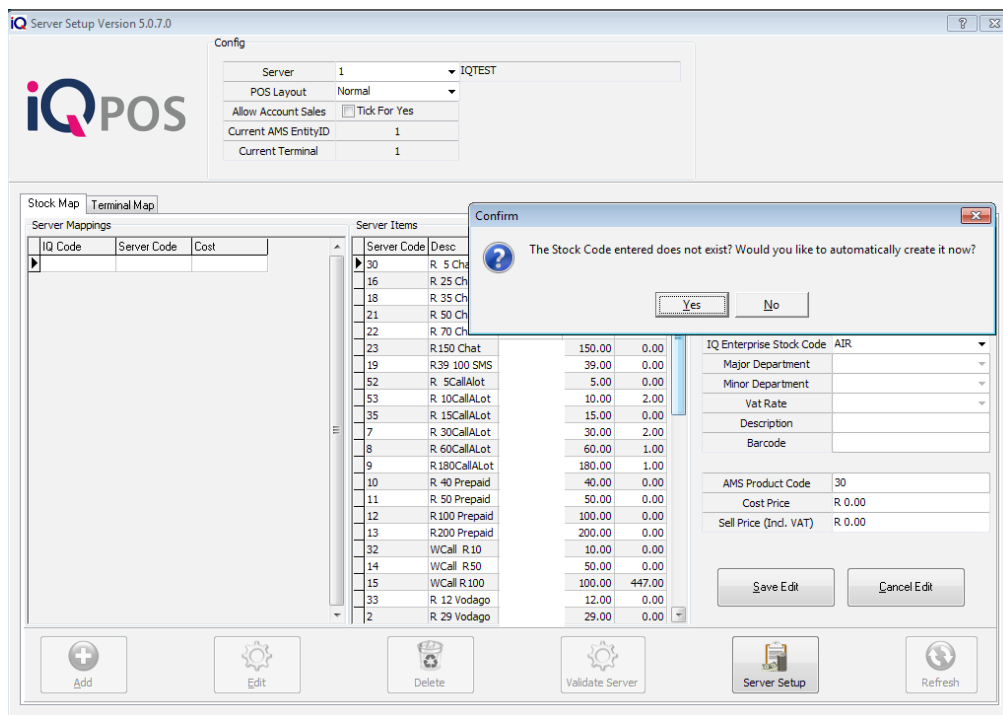 iQ Server Setup Version 5.0.7.0
Config
Server 1 IQTEST
POS Layout Normal
Allow Account Sales Tick For Yes
Current AMS EntityID 1
Current Terminal 1
iQPOS
Stock Map Terminal Map
Server Mappings
IQ Code Server Code Cost
Server Items
Server Code Desc
30 R 5 Cha
16 R 25 Ch
18 R 35 Ch
21 R 50 Ch
22 R 70 Ch
23 R150 Chat 150.00 0.00
19 R39 100 SMS 39.00 0.00
52 R 5CallAlot 5.00 0.00
53 R 10CallALot 10.00 2.00
35 R 15CallALot 15.00 0.00
7 R 30CallALot 30.00 2.00
8 R 60CallALot 60.00 1.00
9 R180CallALot 180.00 1.00
10 R 40 Prepaid 40.00 0.00
11 R 50 Prepaid 50.00 0.00
12 R100 Prepaid 100.00 0.00
13 R200 Prepaid 200.00 0.00
32 WCall R10 10.00 0.00
14 WCall R50 50.00 0.00
15 WCall R100 100.00 447.00
33 R 12 Vodago 12.00 0.00
2 R 29 Vodago 29.00 0.00
Confirm
The Stock Code entered does not exist? Would you like to automatically create it now?
Yes No
IQ Enterprise Stock Code AIR
Major Department
Minor Department
Vat Rate
Description
Barcode
AMS Product Code 30
Cost Price R 0.00
Sell Price (Incl. VAT) R 0.00
Save Edit Cancel Edit
Add Edit Delete Validate Server Server Setup Refresh